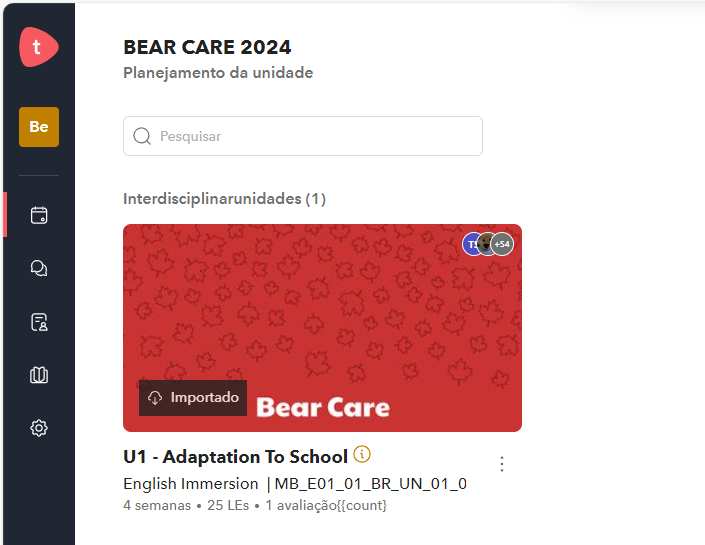 t
BEAR CARE 2024
Planejamento da unidade
Be
Pesquisar
Interdisciplinarunidades (1)
+54
Importado
Bear Care
U1 - Adaptation To School
English Immersion | MB_E01_01_BR_UN_01_0
4 semanas • 25 LEs • 1 avaliação{{count}